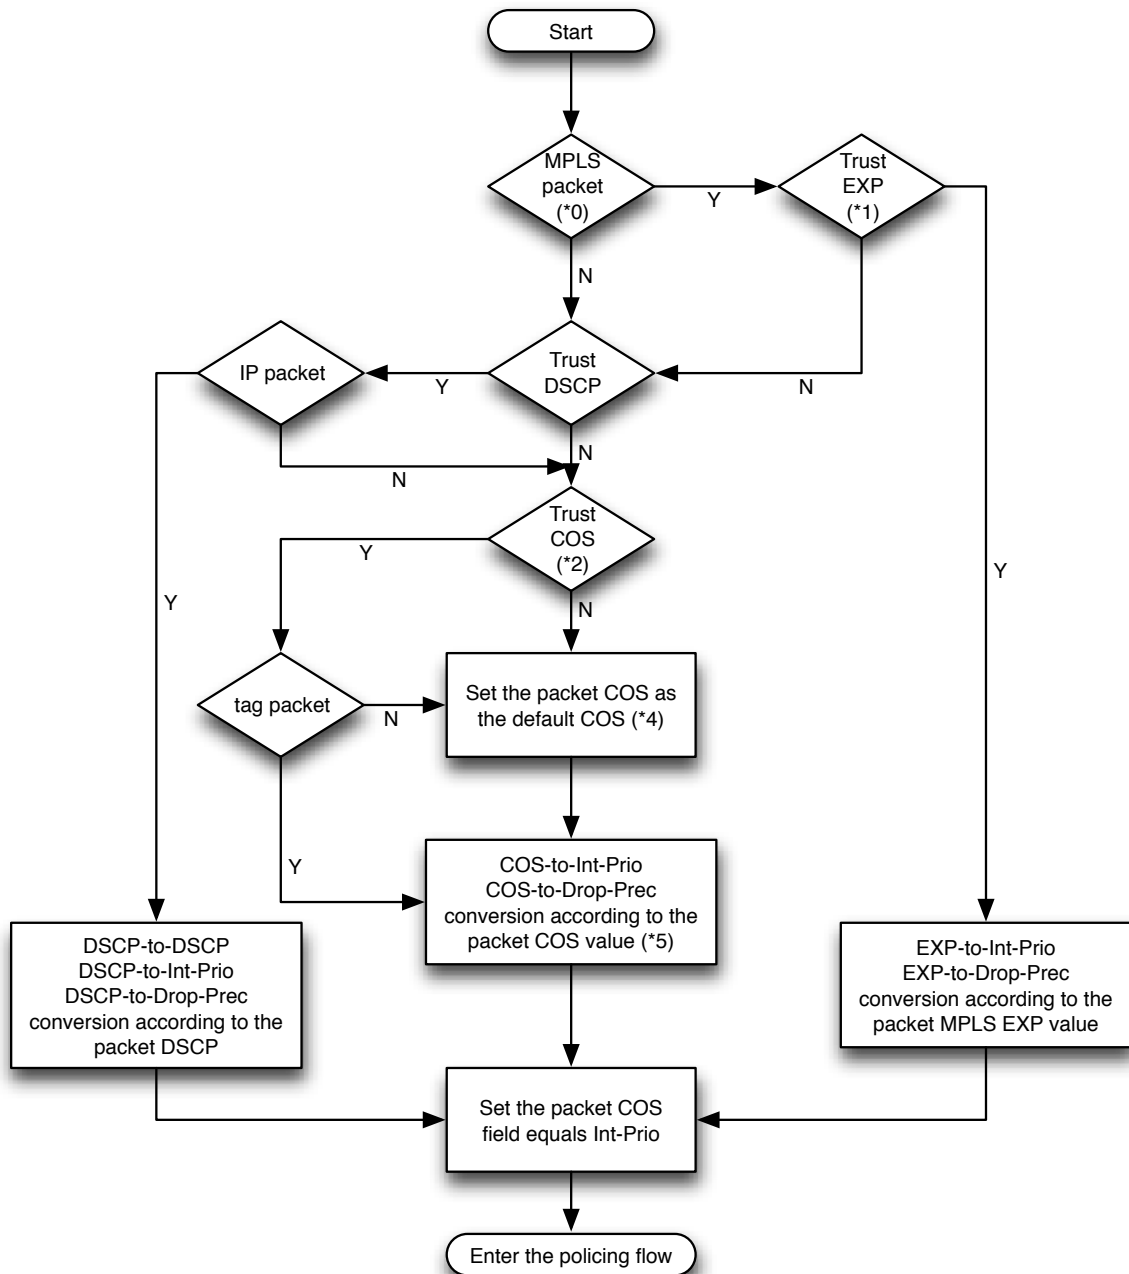 Start
MPLS
packet
(*0)
Y
Trust
EXP
(*1)
N
IP packet
Y
Trust
DSCP
N
N
N
Trust
COS
(*2)
Y
Y
Y
N
tag packet
N
Set the packet COS as
the default COS (*4)
Y
COS-to-Int-Prio
COS-to-Drop-Prec
conversion according to the
packet COS value (*5)
DSCP-to-DSCP
DSCP-to-Int-Prio
DSCP-to-Drop-Prec
conversion according to the
packet DSCP
EXP-to-Int-Prio
EXP-to-Drop-Prec
conversion according to the
packet MPLS EXP value
Set the packet COS
field equals Int-Prio
Enter the policing flow